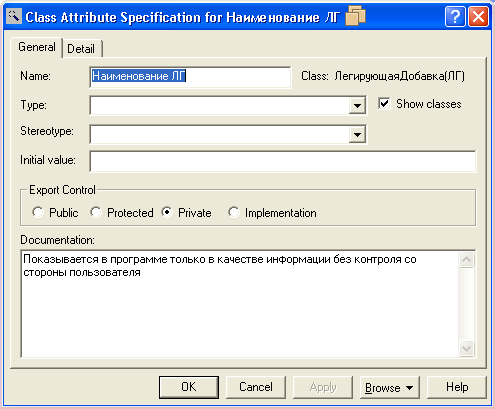 Class Attribute Specification for Наименование ЛГ
General
Detail
Name: Наименование ЛГ Class: ЛегирующаяДобавка(ЛГ)
Type: Show classes
Stereotype:
Initial value:
Export Control
Public Protected Private Implementation
Documentation:
Показывается в программе только в качестве информации без контроля со
стороны пользователя
OK Cancel Apply Browse Help